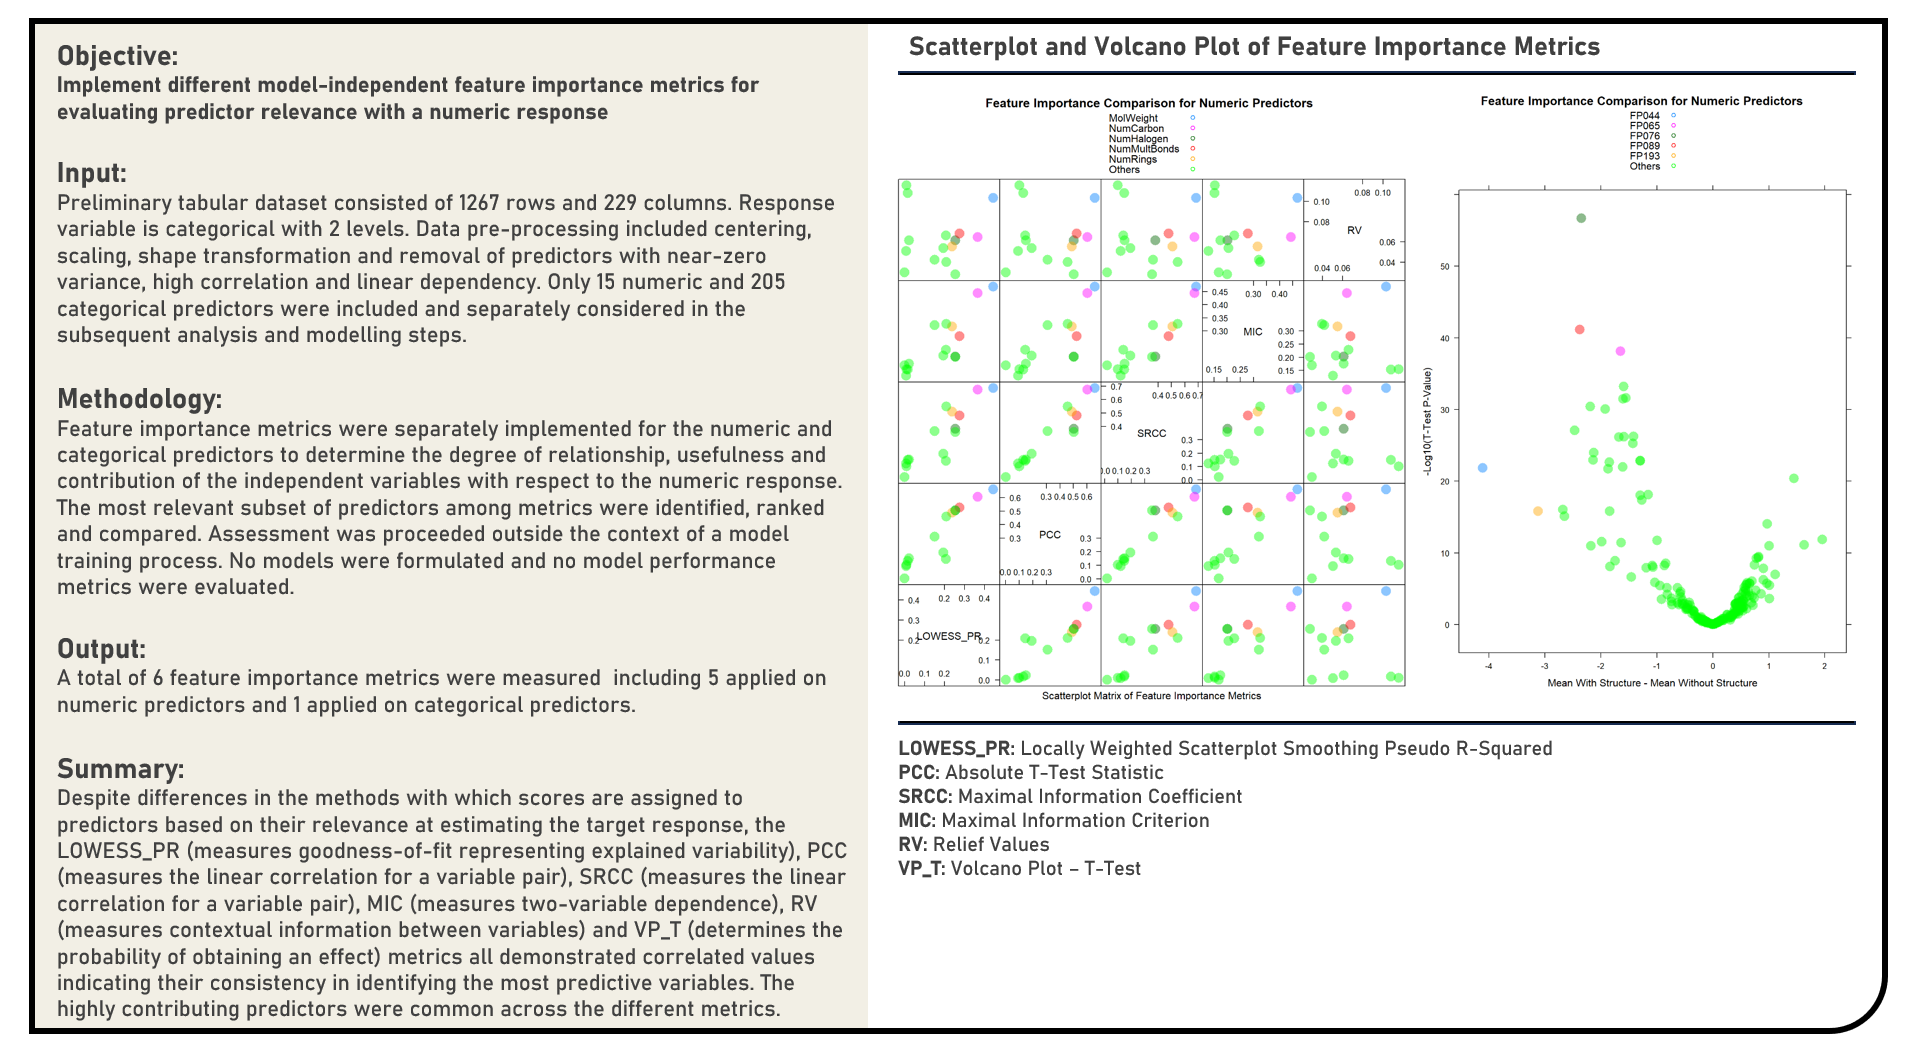 Objective:
Implement different model-independent feature importance metrics for
evaluating predictor relevance with a numeric response
Input:
Preliminary tabular dataset consisted of 1267 rows and 229 columns. Response
variable is categorical with 2 levels. Data pre-processing included centering,
scaling, shape transformation and removal of predictors with near-zero
variance, high correlation and linear dependency. Only 15 numeric and 205
categorical predictors were included and separately considered in the
subsequent analysis and modelling steps.
Methodology:
Feature importance metrics were separately implemented for the numeric and
categorical predictors to determine the degree of relationship, usefulness and
contribution of the independent variables with respect to the numeric response.
The most relevant subset of predictors among metrics were identified, ranked
and compared. Assessment was proceeded outside the context of a model
training process. No models were formulated and no model performance
metrics were evaluated.
Output:
A total of 6 feature importance metrics were measured  including 5 applied on
numeric predictors and 1 applied on categorical predictors.
Summary:
Despite differences in the methods with which scores are assigned to
predictors based on their relevance at estimating the target response, the
LOWESS_PR (measures goodness-of-fit representing explained variability), PCC
(measures the linear correlation for a variable pair), SRCC (measures the linear
correlation for a variable pair), MIC (measures two-variable dependence), RV
(measures contextual information between variables) and VP_T (determines the
probability of obtaining an effect) metrics all demonstrated correlated values
indicating their consistency in identifying the most predictive variables. The
highly contributing predictors were common across the different metrics.
Scatterplot and Volcano Plot of Feature Importance Metrics
Feature Importance Comparison for Numeric Predictors
MolWeight
NumCarbon
NumHalogen
NumMultBonds
NumRings
Others
0.08 0.10
0.10
0.08
RV
0.06
0.04
0.04 0.06
0.45
0.40
0.35
0.30
0.30 0.40
MIC
0.30
0.25
0.20
0.15
0.15 0.25
0.7
0.6
0.5
0.4
0.4 0.5 0.6 0.7
SRCC
0.3
0.2
0.1
0.0
0.0 0.1 0.2 0.3
0.6
0.5
0.4
0.3
0.3 0.4 0.5 0.6
PCC
0.3
0.2
0.1
0.0
0.0 0.1 0.2 0.3
0.4
0.3
0.2
0.2 0.3 0.4
LOWESS_PR
0.2
0.1
0.0
0.0 0.1 0.2
Scatterplot Matrix of Feature Importance Metrics
Feature Importance Comparison for Numeric Predictors
FP044
FP065
FP076
FP089
FP193
Others
-Log10(T-Test P-Value)
50
40
30
20
10
0
-4 -3 -2 -1 0 1 2
Mean With Structure - Mean Without Structure
LOWESS_PR: Locally Weighted Scatterplot Smoothing Pseudo R-Squared
PCC: Absolute T-Test Statistic
SRCC: Maximal Information Coefficient
MIC: Maximal Information Criterion
RV: Relief Values
VP_T: Volcano Plot – T-Test